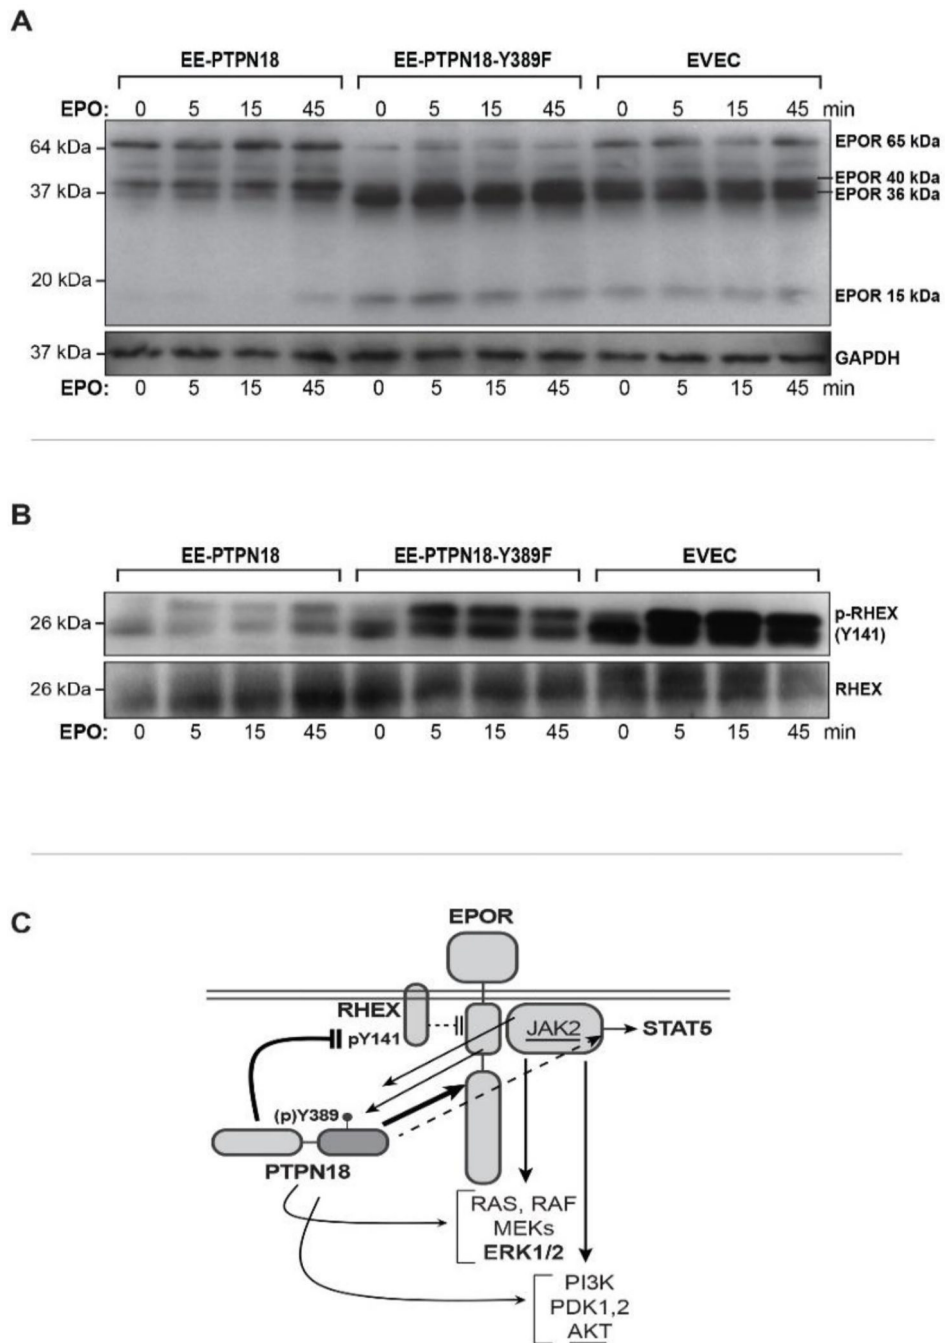 A
EE-PTPN18 EE-PTPN18-Y389F EVEC
EPO: 0 5 15 45 0 5 15 45 0 5 15 45 min
64 kDa
EPOR 65 kDa
EPOR 40 kDa
37 kDa
EPOR 36 kDa
20 kDa
EPOR 15 kDa
37 kDa
GAPDH
EPO: 0 5 15 45 0 5 15 45 0 5 15 45 min
B
EE-PTPN18 EE-PTPN18-Y389F EVEC
26 kDa
p-RHEX
(Y141)
26 kDa
RHEX
EPO: 0 5 15 45 0 5 15 45 0 5 15 45 min
C
EPOR
RHEX
pY141
JAK2
STAT5
(p)Y389
PTPN18
RAS, RAF
MEKs
ERK1/2
PI3K
PDK1,2
AKT